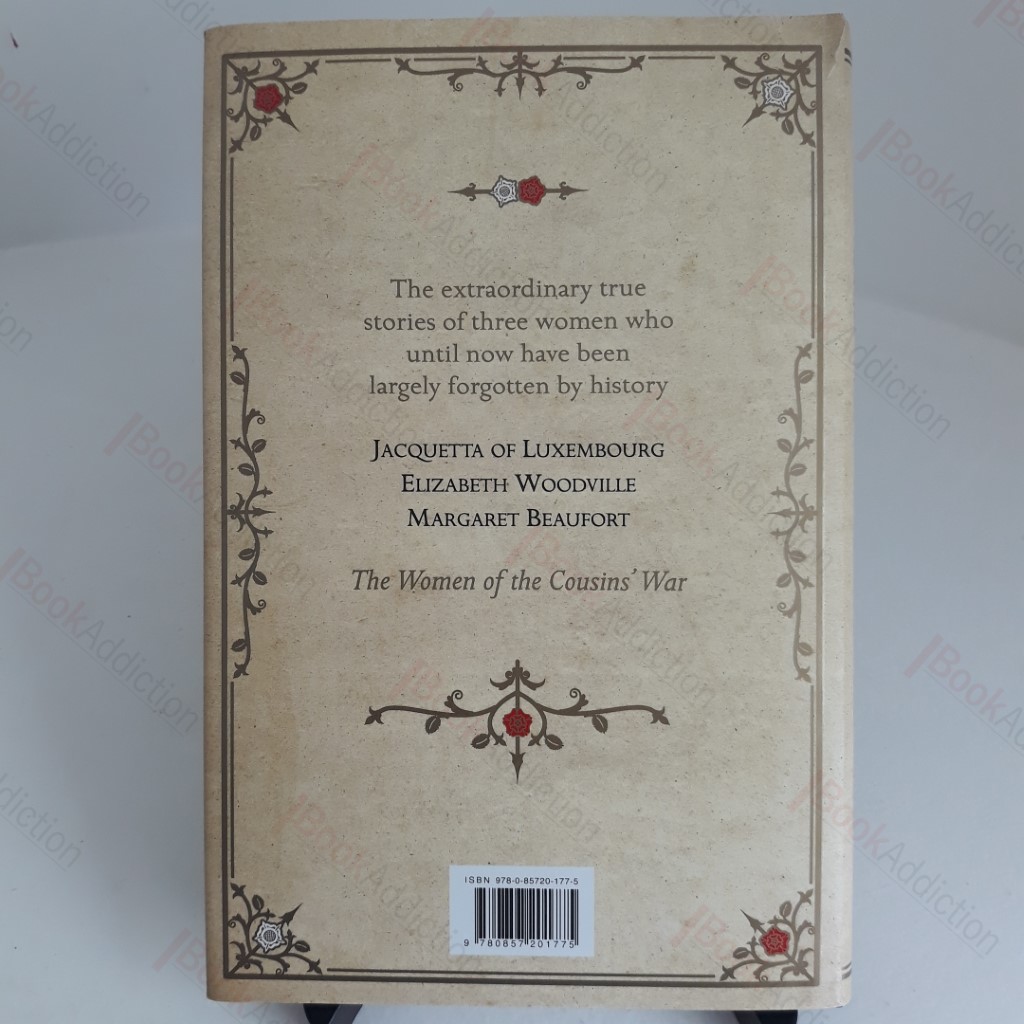 The extraordinary true
stories of three women who
until now have been
largely forgotten by history
JACQUETTA OF LUXEMBOURG
ELIZABETH WOODVILLE
MARGARET BEAUFORT
The Women of the Cousins' War
ISBN 978-0-85720-177-5
9 780857 201775
BookAddiction